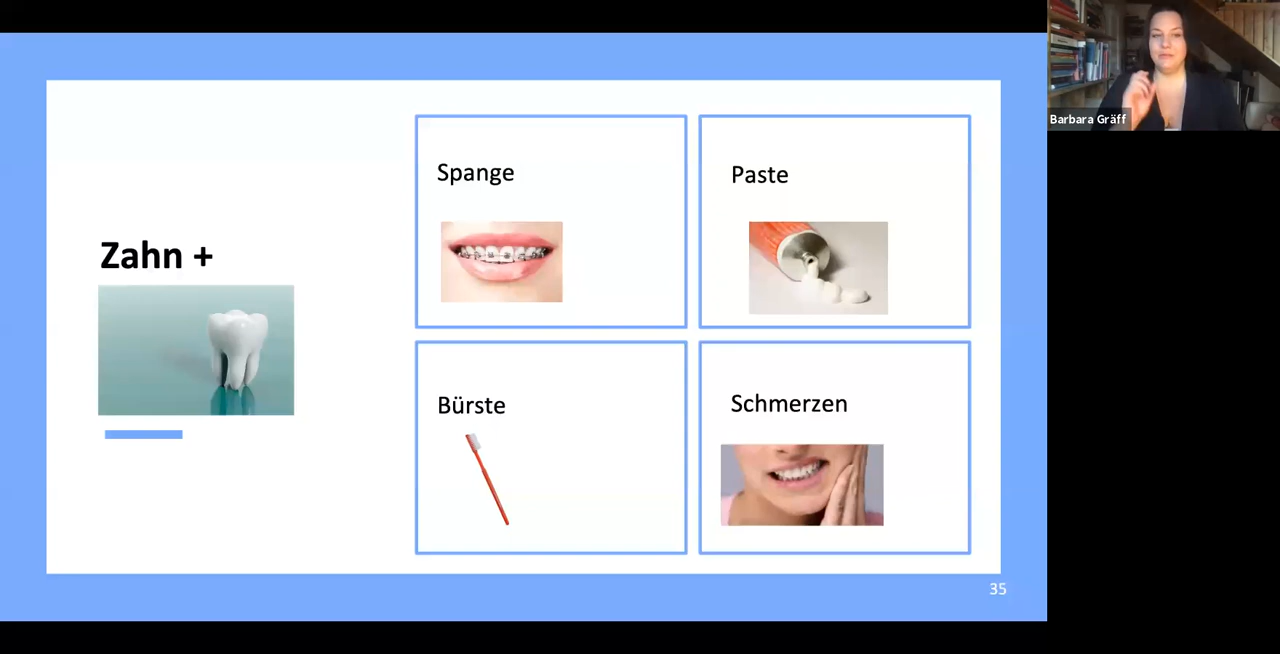 Zahn +
Spange
Paste
Bürste
Schmerzen
35
Barbara Gräff